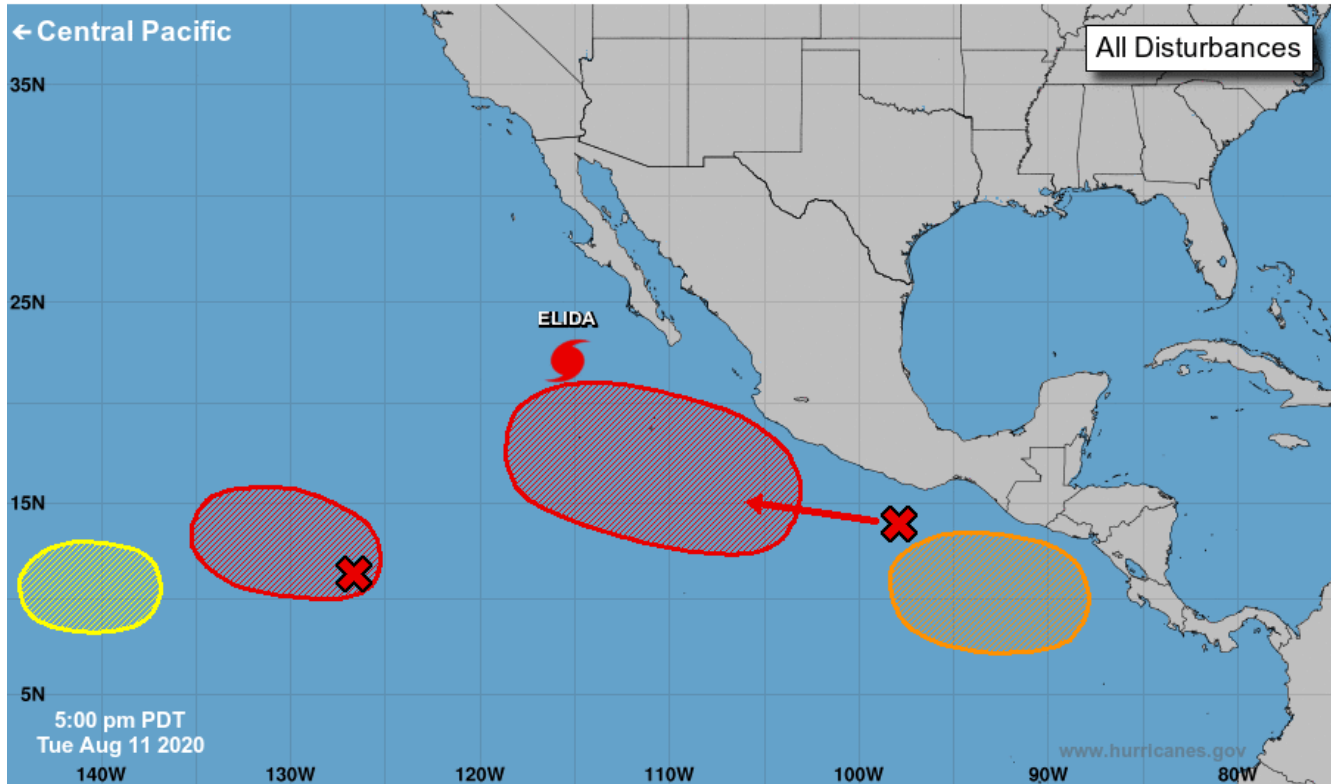 ← Central Pacific
All Disturbances
35N
25N
ELIDA
15N
5N
5:00 pm PDT
Tue Aug 11 2020
www.hurricanes.gov
140W 130W 120W 110W 100W 90W 80W